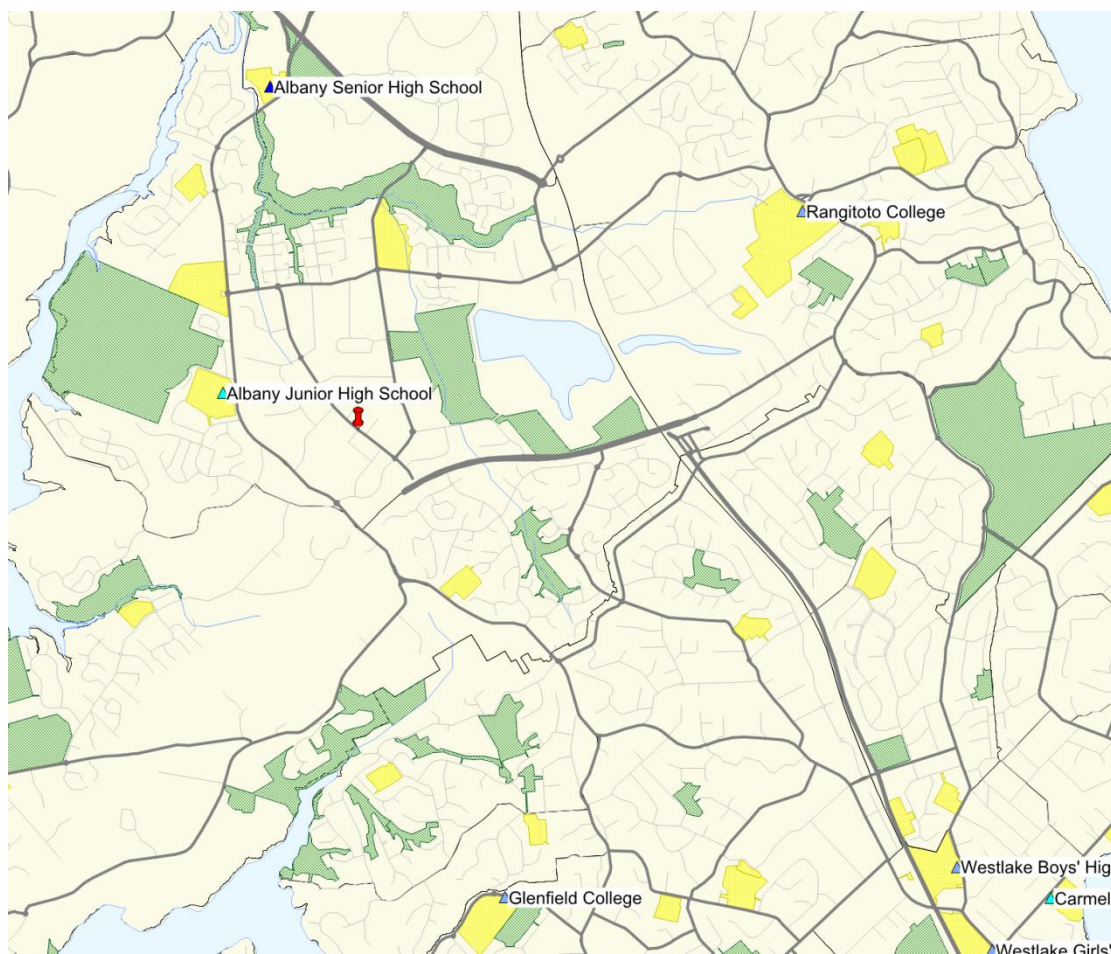 Albany Senior High School
Rangitoto College
Albany Junior High School
Westlake Boys' Hig
Glenfield College
Carmel
Westlake Girls'